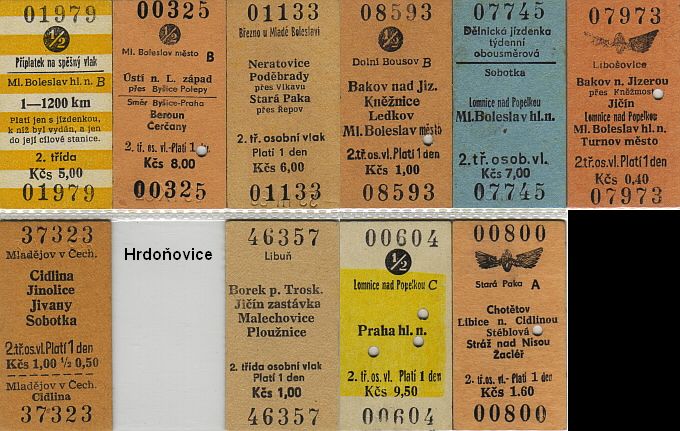 01979
1/2
Příplatek na spěšný vlak
Ml. Boleslav hl. n. B
1—1200 km
Platí jen s jízdenkou,
k níž byl vydán, a jen
do její cílové stanice.
2. třída
Kčs 5,00
01979
00325
1/2
Ml. Boleslav město B
Ústí n. L. západ
přes Byšice Polepy
Směr Byšice-Praha
Beroun
Čerčany
2. tř. os. vl.-Platí 1
Kčs 8.00
00325
01133
Březno u Mladé Boleslavi
Neratovice
Poděbrady
přes Vlkavu
Stará Paka
přes Řepov
2. tř. osobní vlak
Platí 1 den
Kčs 6,00
01133
08593
1/2
Dolní Bousov B
Bakov nad Jiz.
Kněžnice
Ledkov
Ml. Boleslav město
2.tř.os.vl.Platí 1 den
Kčs 1,00
08593
07745
Dělnická jízdenka
týdenní
obousměrová
Sobotka
Lomnice nad Popelkou
Ml.Boleslav hl.n.
2.tř. osob.vl.
Kčs 7,00
07745
07973
Libošovice
Bakov n. Jizerou
přes Kněžmost
Jičín
Lomnice nad Popelkou
Ml. Boleslav hl.n.
Turnov město
2.tř.os.vl.Platí 1 den
Kčs 0,40
07973
37323
Mladějov v Čech.
Cidlina
Jinolice
Jivany
Sobotka
2.tř.os.vl.Platí 1 den
Kčs 1,00 1/2 0,50
Mladějov v Čech.
Cidlina
37323
Hrdoňovice
46357
Libuň
Borek p. Trosk.
Jičín zastávka
Malechovice
Ploužnice
2. třída osobní vlak
Platí 1 den
Kčs 1,00
46357
00604
1/2
Lomnice nad Popelkou C
Praha hl. n.
2. tř. os. vl. Platí 1 den
Kčs 9,50
00604
00800
Stará Paka A
Chotětov
Libice n. Cidlinou
Stéblová
Stráž nad Nisou
Žacléř
2. tř. os. vl.- Platí 1 den
Kčs 1.60
00800